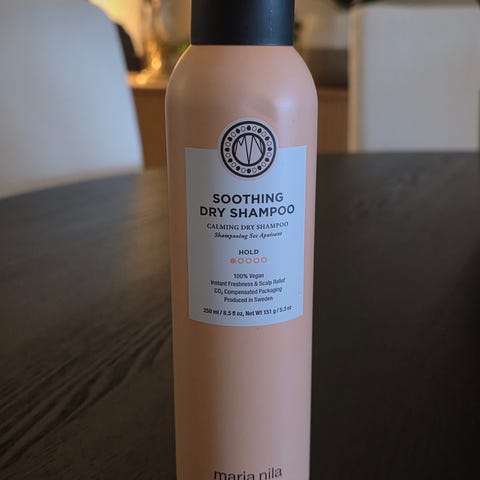 MN
SOOTHING
DRY SHAMPOO
CALMING DRY SHAMPOO
Shampooing Sec Apaisant
HOLD
100% Vegan
Instant Freshness & Scalp Relief
CO₂ Compensated Packaging
Produced in Sweden
250 ml / 8.5 fl oz, Net Wt 151 g / 5.3 oz
maria nila